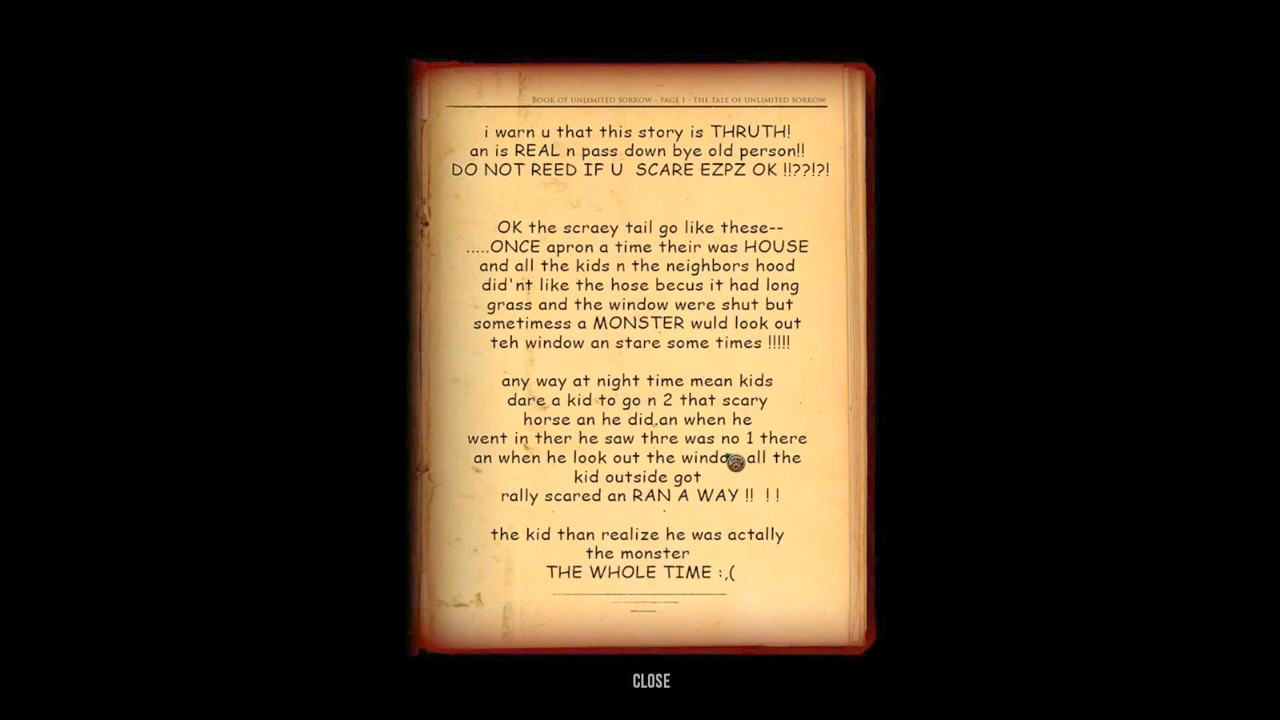 Book of unlimited sorrow - page 1 - the tale of unlimited sorrow
i warn u that this story is THRUTH!
an is REAL n pass down bye old person!!
DO NOT REED IF U SCARE EZPZ OK !!??!?!
OK the scraey tail go like these--
.....ONCE apron a time their was HOUSE
and all the kids n the neighbors hood
did'nt like the hose becus it had long
grass and the window were shut but
sometimess a MONSTER wuld look out
teh window an stare some times !!!!!
any way at night time mean kids
dare a kid to go n 2 that scary
horse an he did,an when he
went in ther he saw thre was no 1 there
an when he look out the window all the
kid outside got
rally scared an RAN A WAY !! ! !
the kid than realize he was actally
the monster
THE WHOLE TIME :,(
CLOSE